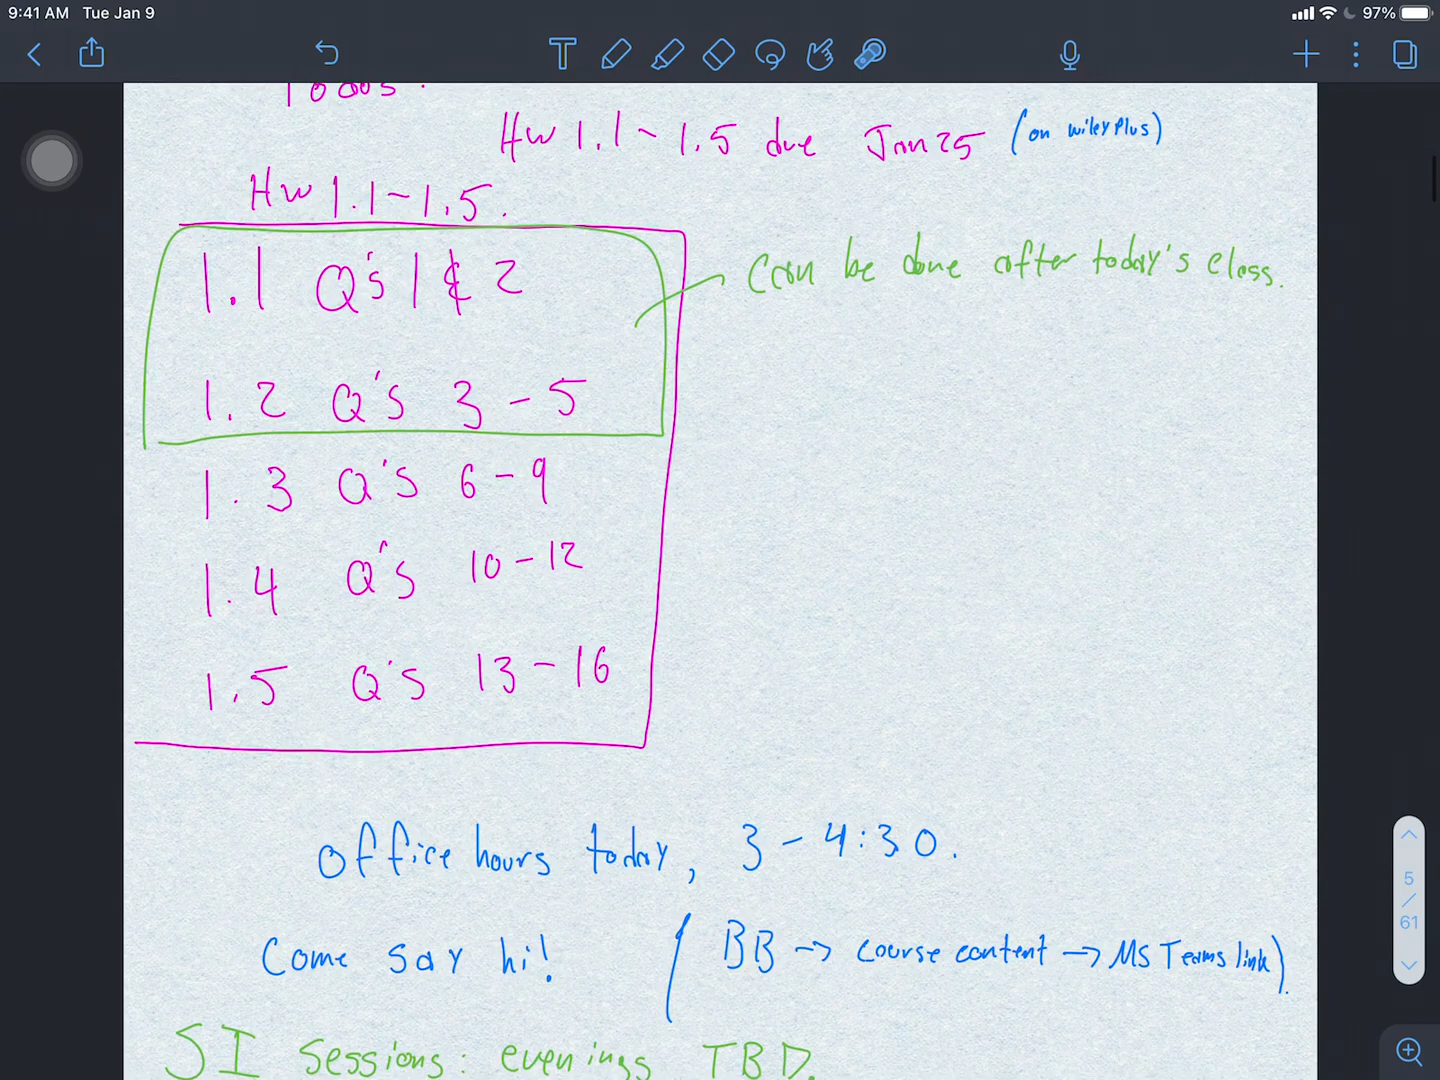 9:41 AM Tue Jan 9
97%
Todos:
Hw 1.1 - 1.5 due Jan 25 (on wileyPlus)
Hw 1.1 - 1.5.
1.1 Q's 1 & 2
can be done after today's class.
1.2 Q's 3 - 5
1.3 Q's 6 - 9
1.4 Q's 10 - 12
1.5 Q's 13 - 16
office hours today, 3 - 4:30.
Come say hi!
(BB -> course content -> MS Teams link).
5
/
61
SI sessions: evenings TBD.